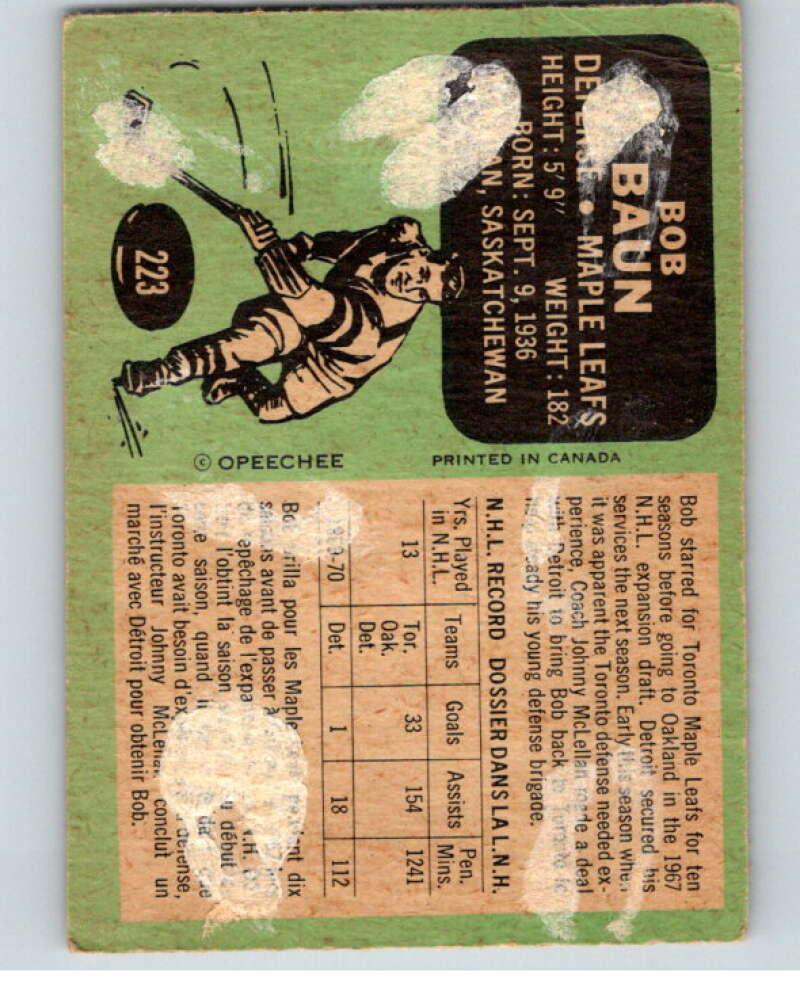 BOB
BAUN
DEFENSE • MAPLE LEAFS
HEIGHT: 5' 9" WEIGHT: 182
BORN: SEPT. 9, 1936
SASKATCHEWAN
223
© OPEECHEE
PRINTED IN CANADA
Bob starred for Toronto Maple Leafs for ten
seasons before going to Oakland in the 1967
N.H.L. expansion draft. Detroit secured his
services the next season. Early this season when
it was apparent the Toronto defense needed ex-
perience, Coach Johnny McLellan made a deal
with Detroit to bring Bob back to Toronto to
his young defense brigade.
N.H.L. RECORD DOSSIER DANS LA L.N.H.
Yrs. Played in N.H.L. Teams Goals Assists Pen. Mins.
13 Tor. Oak. Det. 33 154 1241
1969-70 Det. 1 18 112
Bob brilla pour les Maple pendant dix
saisons avant de passer à
repêchage de l'expa N.H.
l'obtint la saison début
saison, quand
Toronto avait besoin d'ex défense,
l'instructeur Johnny McLellan conclut un
marché avec Détroit pour obtenir Bob.